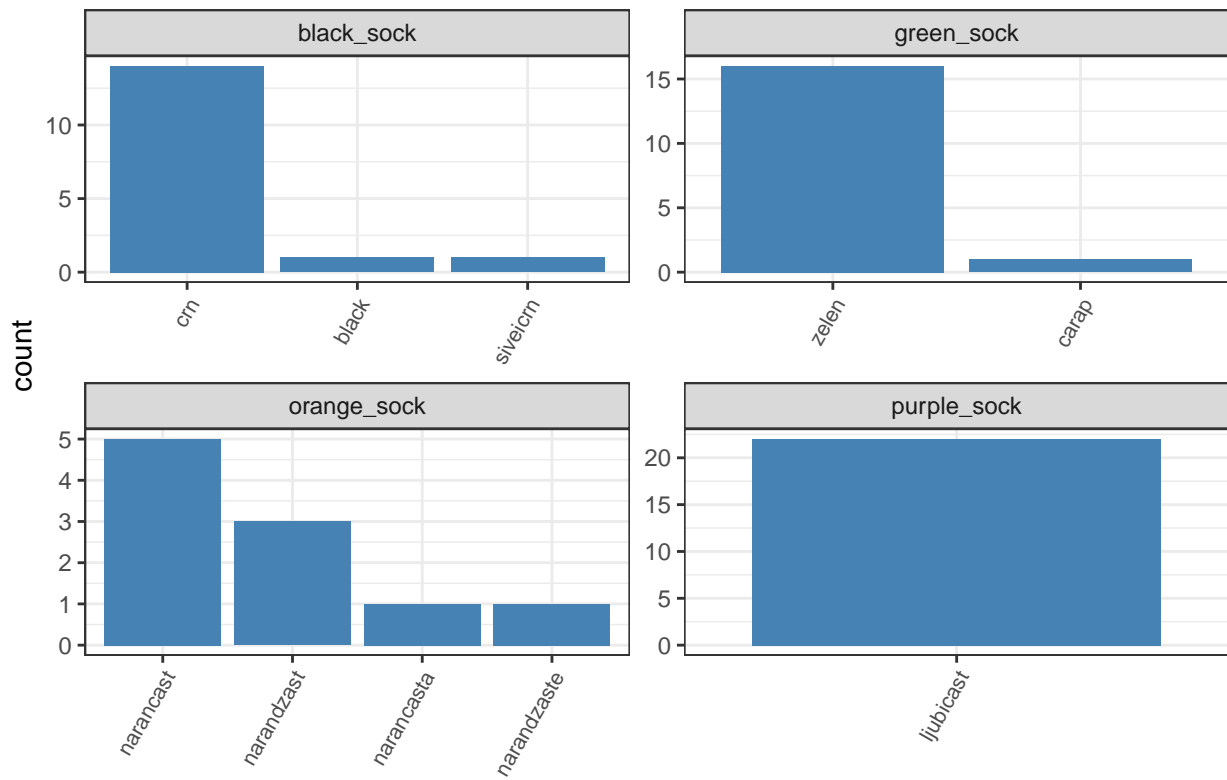 black_sock
green_sock
10
5
0
15
10
5
0
crn
black
siveicrn
zelen
carap
count
orange_sock
purple_sock
5
4
3
2
1
0
20
15
10
5
0
narancast
narandzast
narancasta
narandzaste
ljubicast